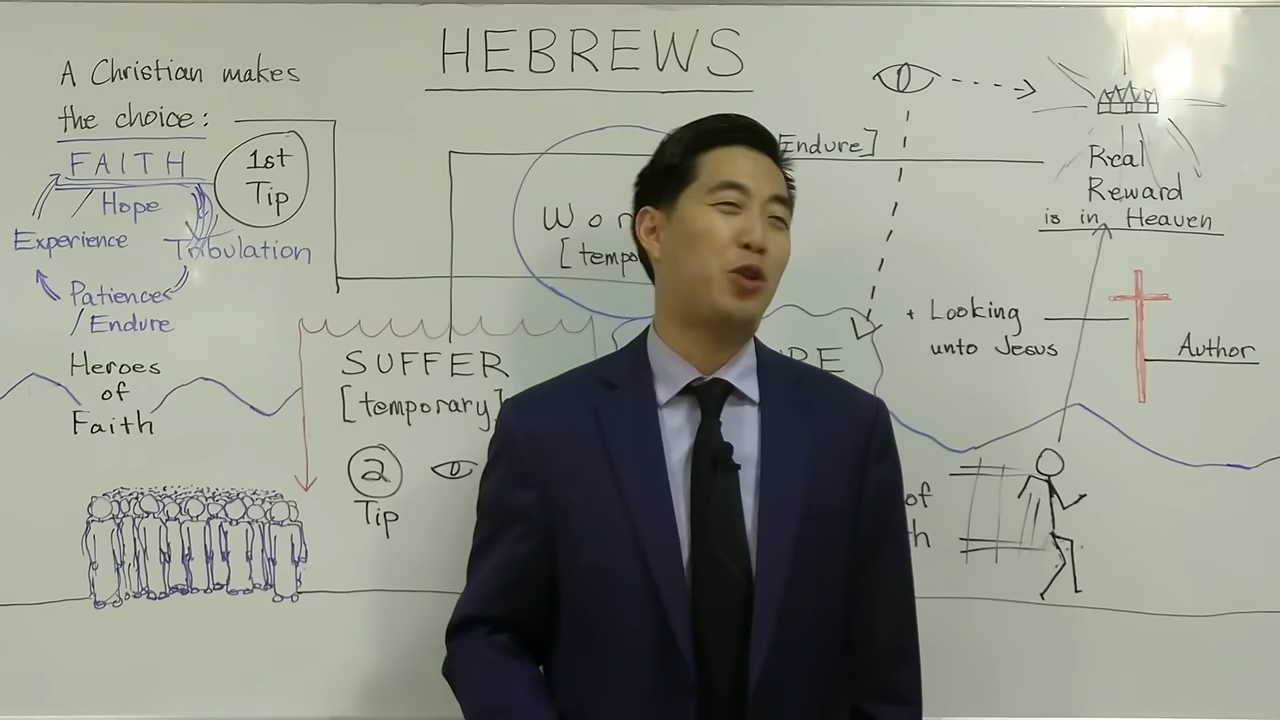 HEBREWS
A Christian makes
the choice:
FAITH
/ Hope
Experience
Tribulation
Patience
/ Endure
1st
Tip
Heroes
of
Faith
SUFFER
[temporary]
2
Tip
Endure]
Real
Reward
is in Heaven
+ Looking
unto Jesus
Author
of